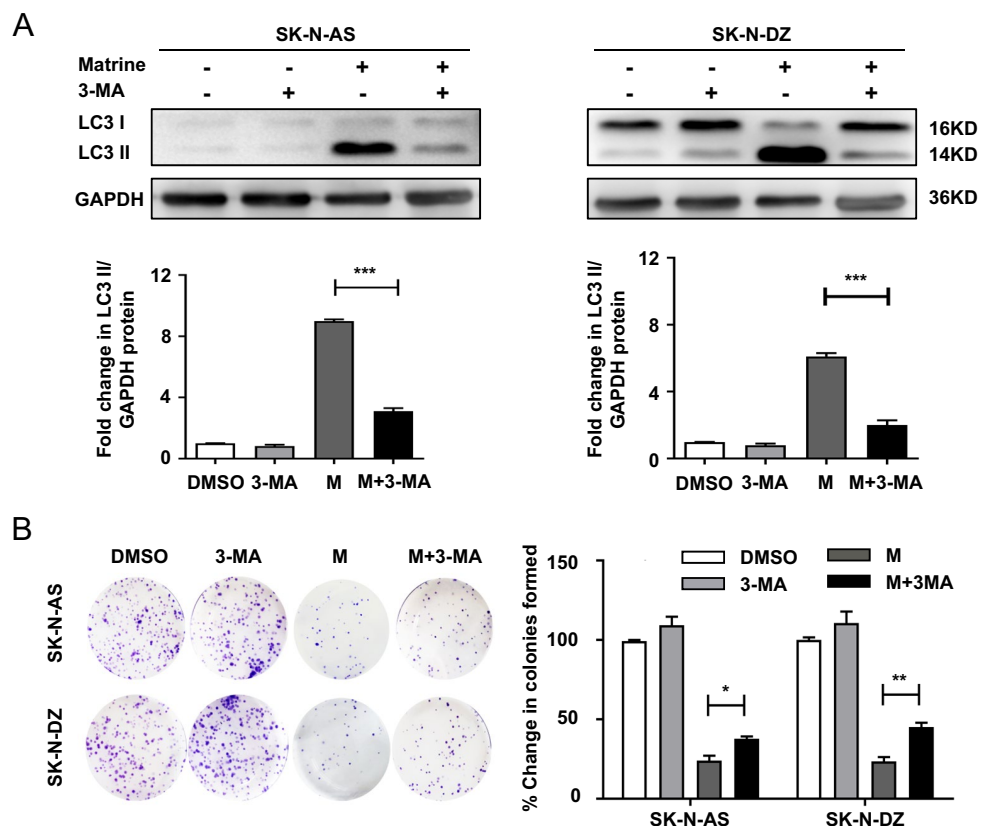 A
SK-N-AS
SK-N-DZ
Matrine - - + +
- - + +
3-MA - + - +
- + - +
LC3 I
16KD
LC3 II
14KD
GAPDH
36KD
Fold change in LC3 II/
GAPDH protein
12
8
4
0
***
DMSO 3-MA M M+3-MA
Fold change in LC3 II/
GAPDH protein
12
8
4
0
***
DMSO 3-MA M M+3-MA
B
DMSO 3-MA M M+3-MA
SK-N-AS
SK-N-DZ
% Change in colonies formed
150
100
50
0
DMSO
M
3-MA
M+3MA
*
**
SK-N-AS
SK-N-DZ